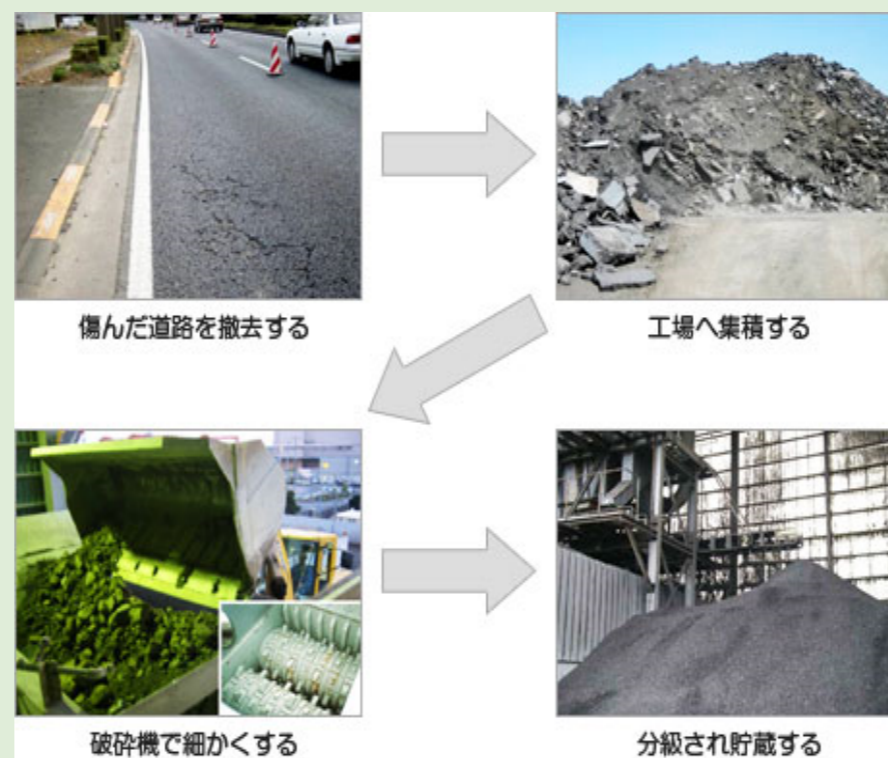 傷んだ道路を撤去する
工場へ集積する
破砕機で細かくする
分級され貯蔵する